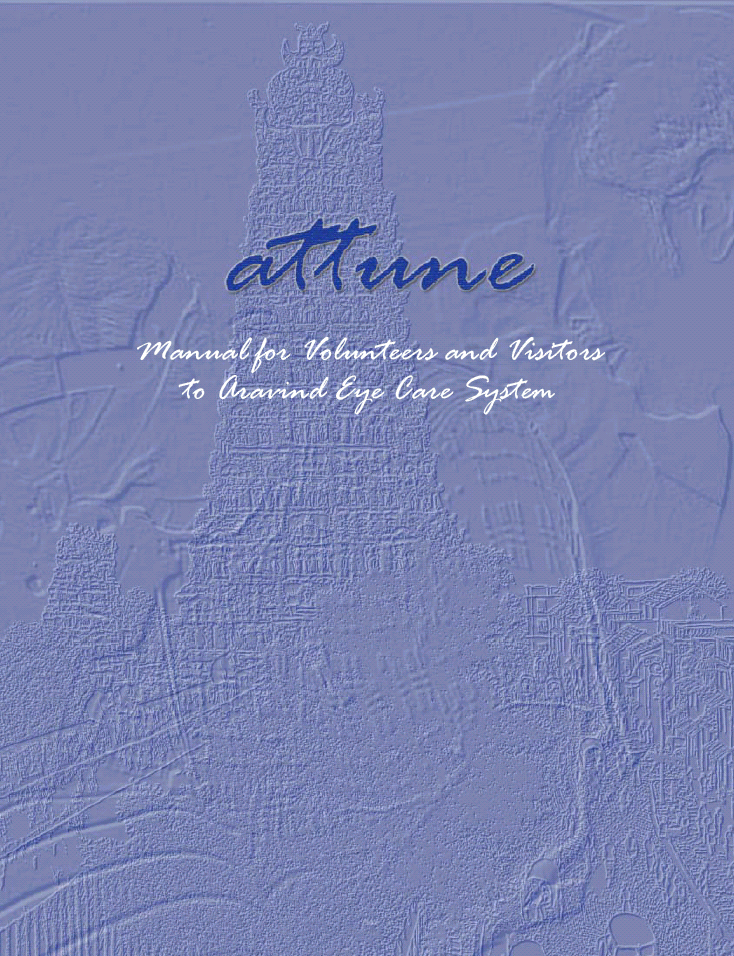 attune
Manual for Volunteers and Visitors
to Aravind Eye Care System